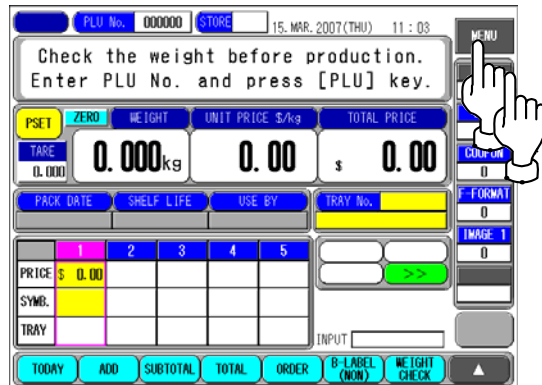 PLU No. 000000 STORE 15. MAR. 2007(THU) 11:03
MENU
Check the weight before production.
Enter PLU No. and press [PLU] key.
PSET ZERO WEIGHT UNIT PRICE $/kg TOTAL PRICE
TARE
0.000 0.000kg 0.00 $ 0.00
COUPON
0
PACK DATE SHELF LIFE USE BY TRAY No.
F-FORMAT
0
IMAGE 1
0
1 2 3 4 5
PRICE $ 0.00
>>
SYMB.
TRAY
INPUT
TODAY ADD SUBTOTAL TOTAL ORDER B-LABEL (NON) WEIGHT CHECK ▲